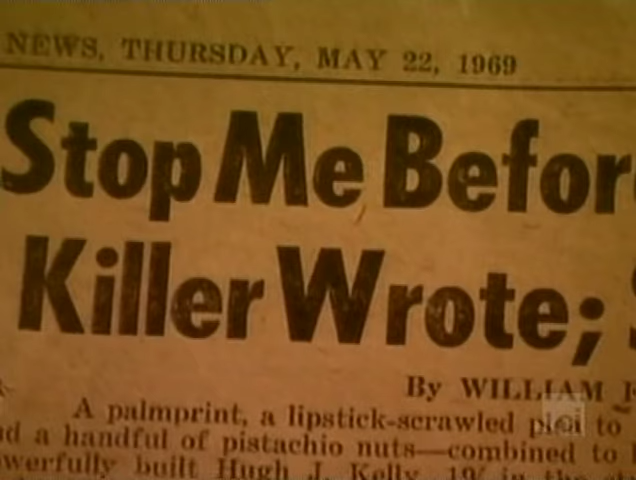 NEWS, THURSDAY, MAY 22, 1969
Stop Me Befor
Killer Wrote; S
By WILLIAM
A palmprint, a lipstick-scrawled plea to
d a handful of pistachio nuts—combined to
werfully built Hugh J. Kelly, 19, in the